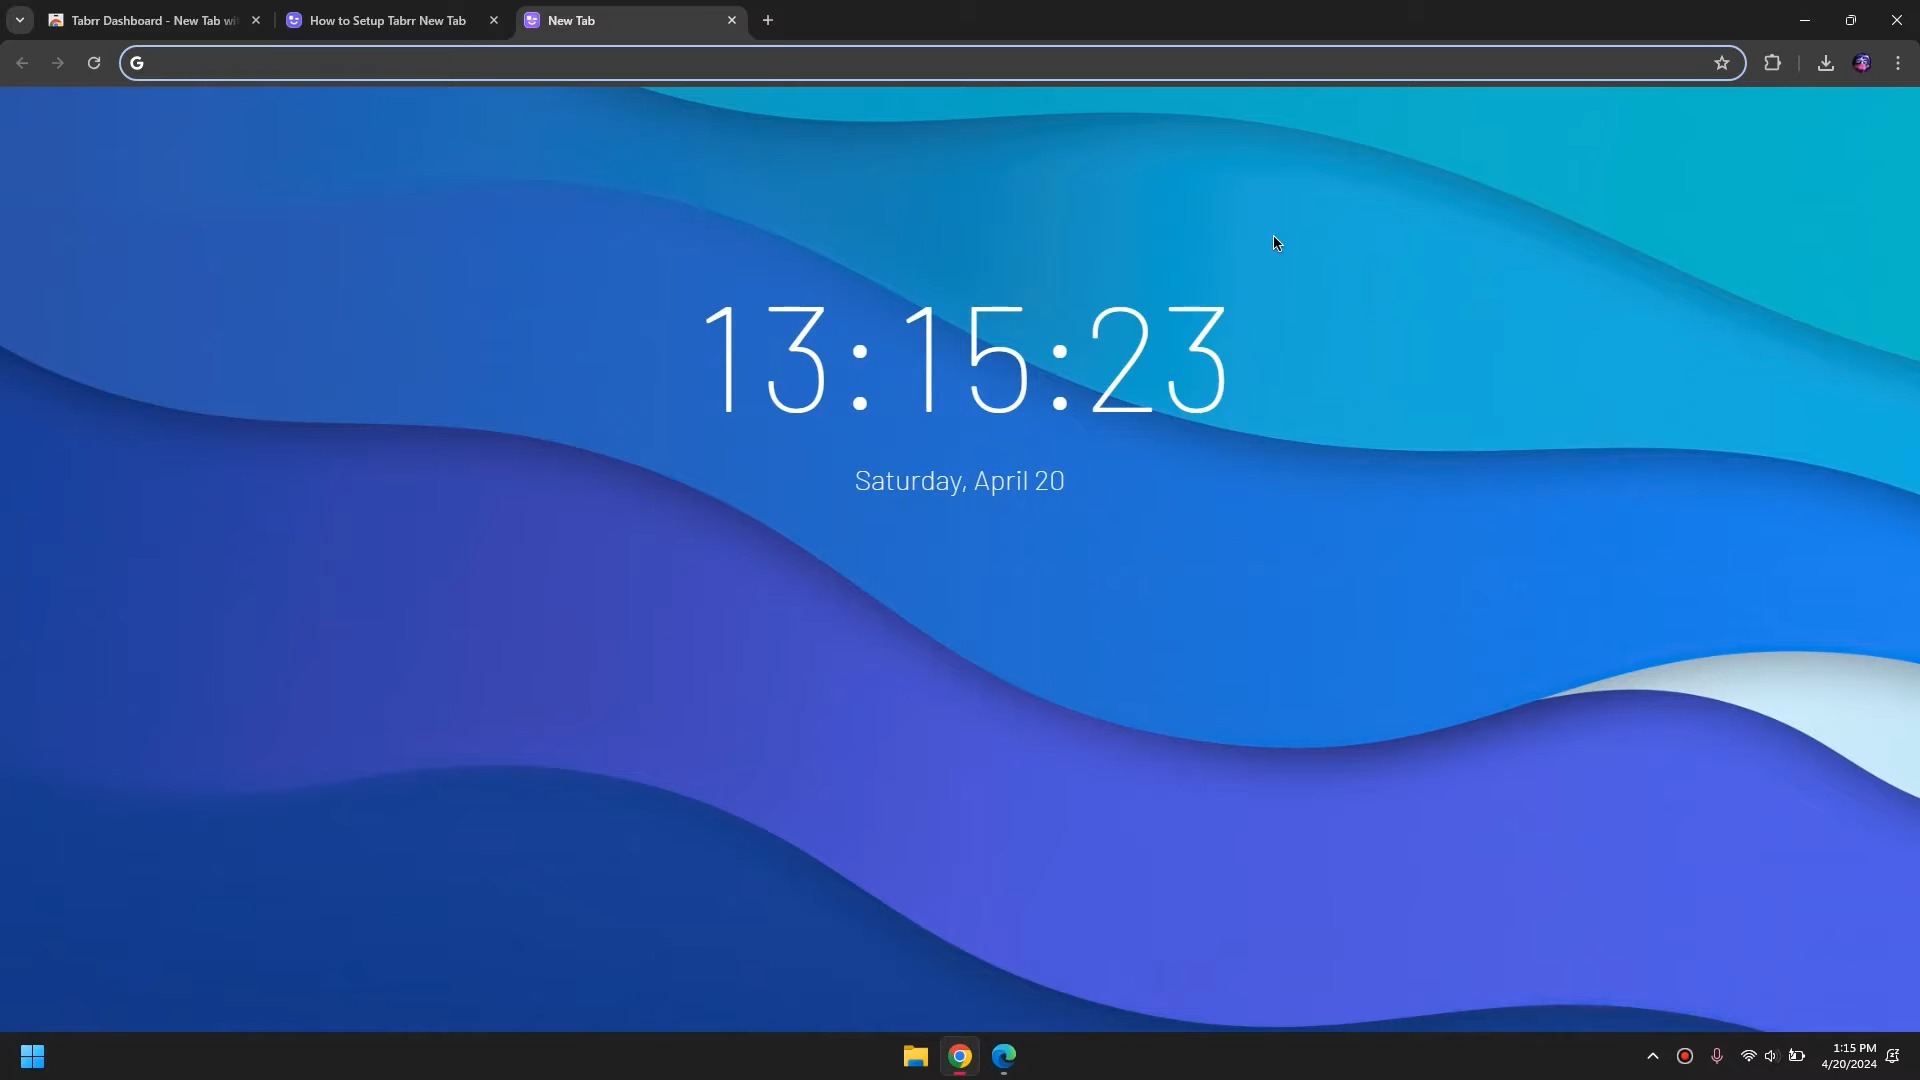 Tabrr Dashboard - New Tab wi
How to Setup Tabrr New Tab
New Tab
13:15:23
Saturday, April 20
1:15 PM
4/20/2024